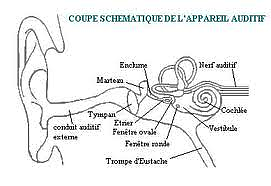 COUPE SCHEMATIQUE DE L'APPAREIL AUDITIF
Enclume
Nerf auditif
Marteau
Tympan
Etrier
Cochlée
Fenêtre ovale
conduit auditif
externe
Vestibule
Fenêtre ronde
Trompe d'Eustache